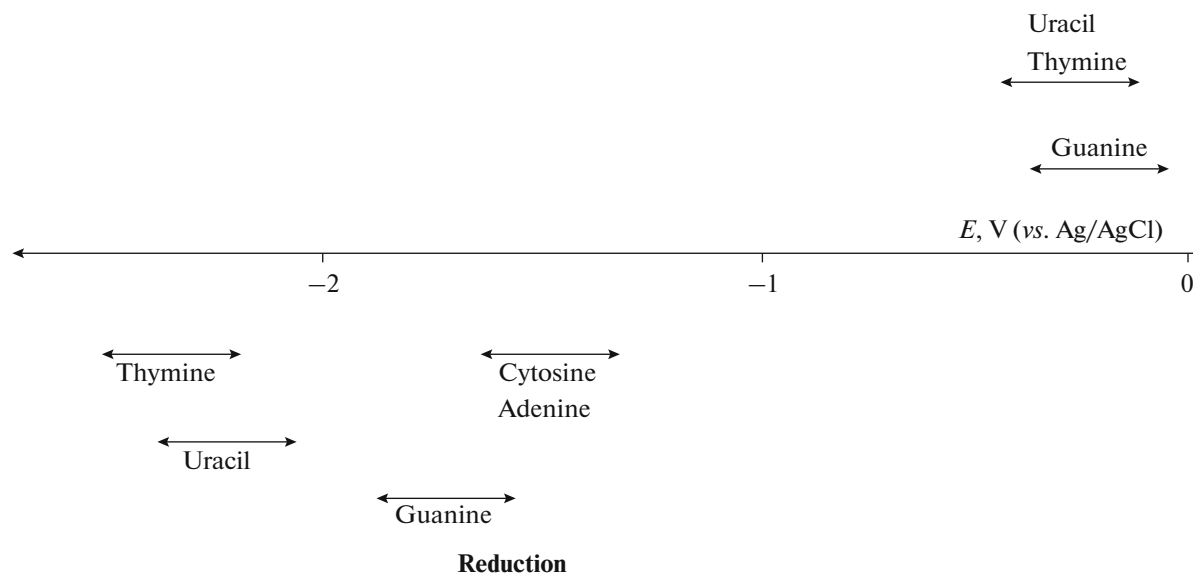 Uracil
Thymine
Guanine
E, V (vs. Ag/AgCl)
−2
−1
0
Thymine
Cytosine
Adenine
Uracil
Guanine
Reduction